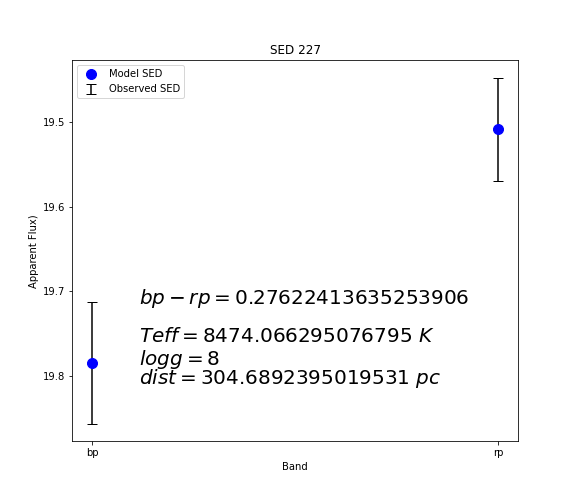 SED 227
Model SED
Observed SED
19.5
19.6
19.7
19.8
Apparent Flux)
bp − rp = 0.27622413635253906
Teff = 8474.066295076795 K
logg = 8
dist = 304.6892395019531 pc
bp
rp
Band